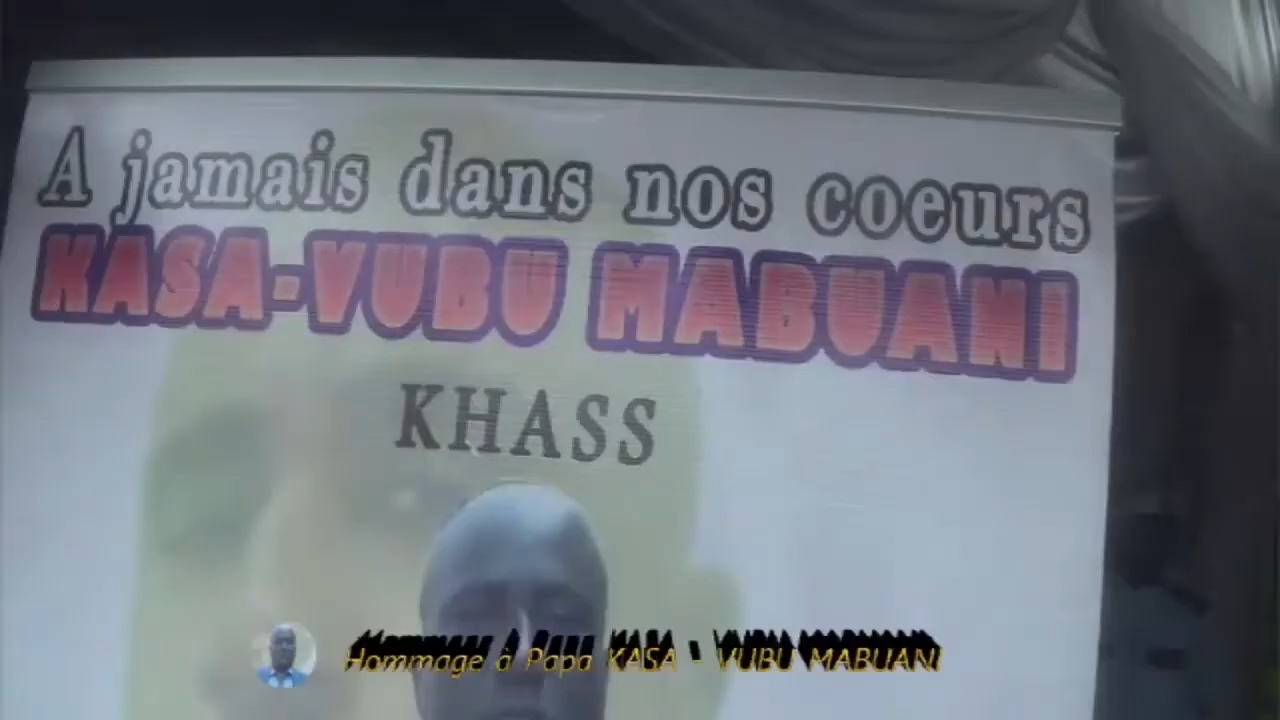 A jamais dans nos coeurs
KASA-VUBU MABUANI
KHASS
Hommage à Papa KASA - VUBU MABUANI